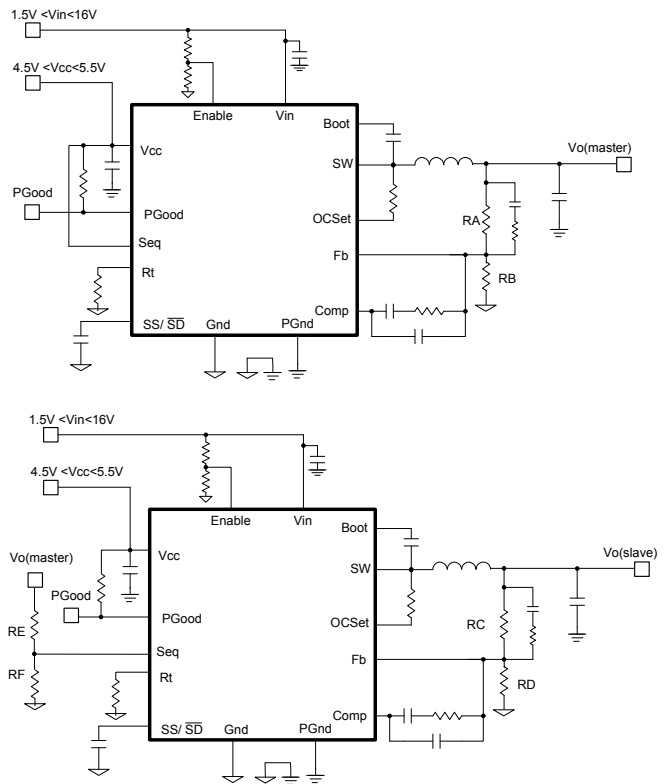 1.5V <Vin<16V
4.5V <Vcc<5.5V
Enable
Vin
Boot
Vcc
SW
Vo(master)
PGood
PGood
OCSet
RA
Seq
Fb
Rt
RB
Comp
SS/ SD
Gnd
PGnd
1.5V <Vin<16V
4.5V <Vcc<5.5V
Enable
Vin
Boot
Vo(master)
Vcc
SW
Vo(slave)
PGood
PGood
RE
OCSet
RC
Seq
Fb
RF
Rt
RD
Comp
SS/ SD
Gnd
PGnd